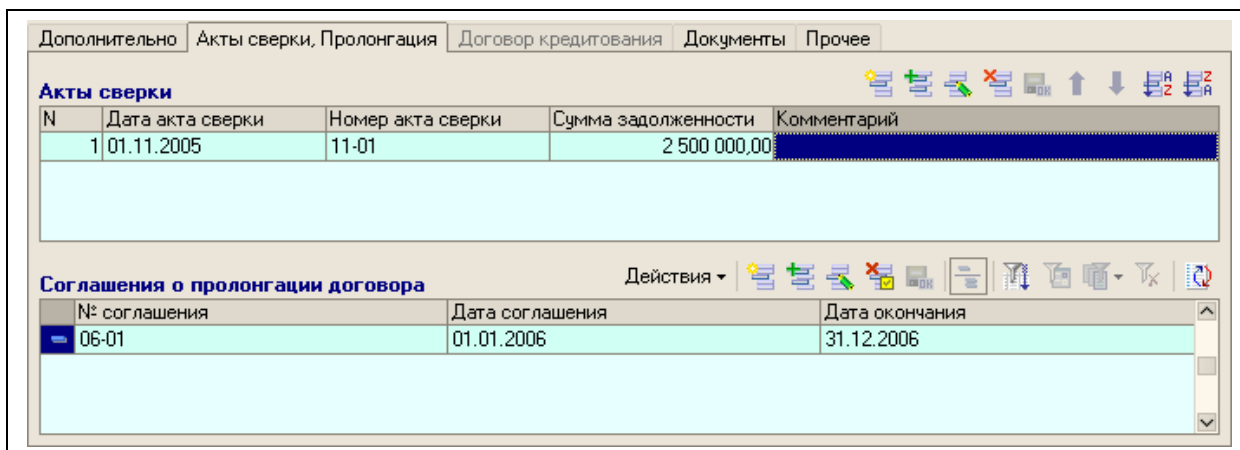 Дополнительно Акты сверки, Пролонгация Договор кредитования Документы Прочее
Акты сверки
N Дата акта сверки Номер акта сверки Сумма задолженности Комментарий
1 01.11.2005 11-01 2 500 000,00
Соглашения о пролонгации договора Действия
№ соглашения Дата соглашения Дата окончания
06-01 01.01.2006 31.12.2006